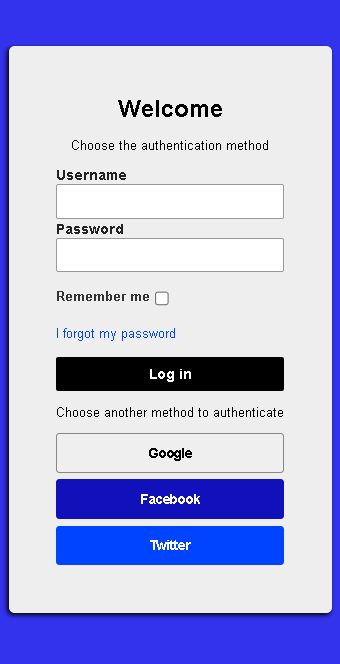 Welcome
Choose the authentication method
Username
Password
Remember me
I forgot my password
Log in
Choose another method to authenticate
Google
Facebook
Twitter